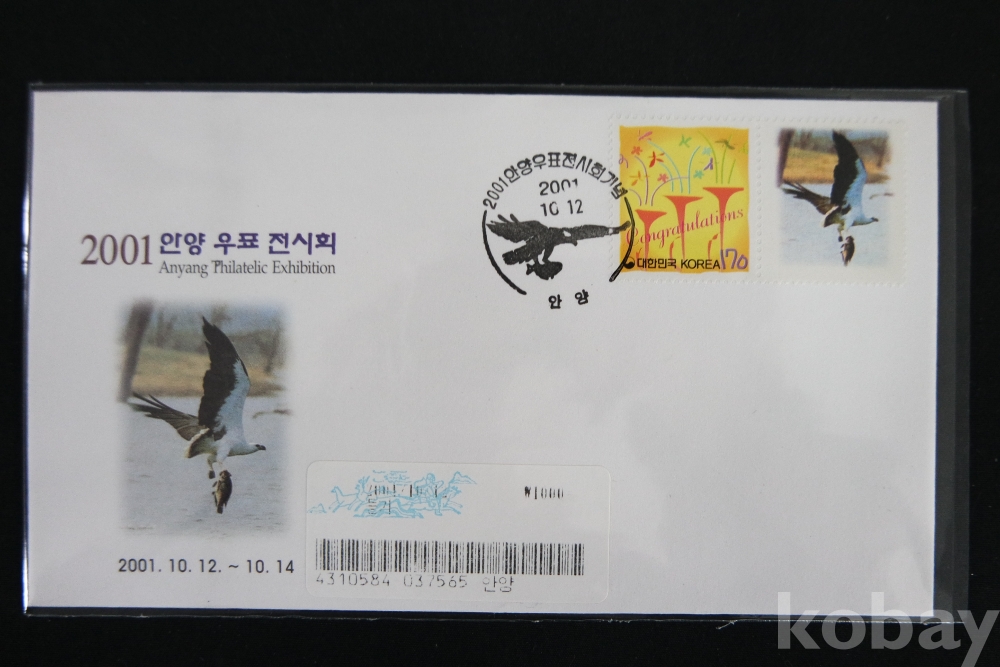 2001안양우표전시회기념
2001
10 12
안양
Congratulations
대한민국 KOREA 170
2001 안양 우표 전시회
Anyang Philatelic Exhibition
₩1000
등기
4310584 037565 안양
2001. 10. 12. ~ 10. 14
kobay